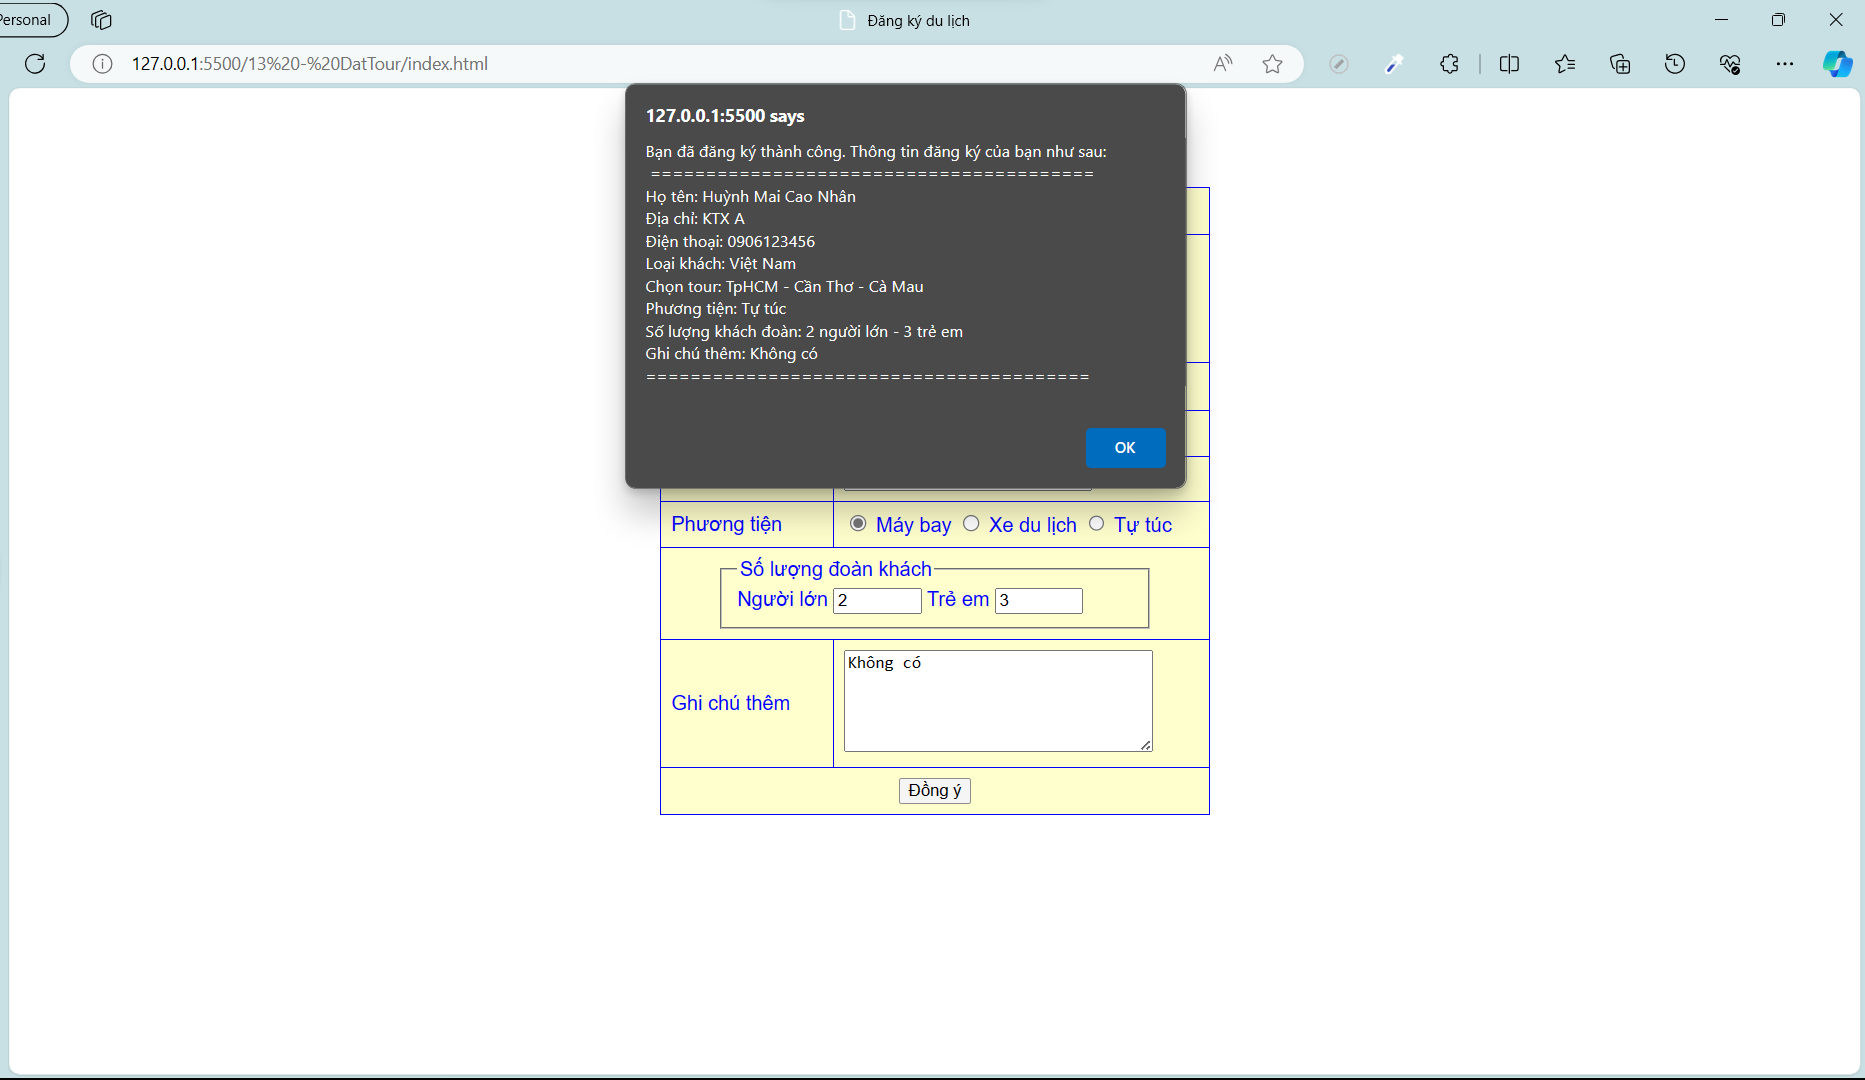 Personal
Đăng ký du lịch
127.0.0.1:5500/13%20-%20DatTour/index.html
127.0.0.1:5500 says
Bạn đã đăng ký thành công. Thông tin đăng ký của bạn như sau:
========================================
Họ tên: Huỳnh Mai Cao Nhân
Địa chỉ: KTX A
Điện thoại: 0906123456
Loại khách: Việt Nam
Chọn tour: TpHCM - Cần Thơ - Cà Mau
Phương tiện: Tự túc
Số lượng khách đoàn: 2 người lớn - 3 trẻ em
Ghi chú thêm: Không có
========================================
OK
Phương tiện Máy bay Xe du lịch Tự túc
Số lượng đoàn khách
Người lớn 2 Trẻ em 3
Không có
Ghi chú thêm
Đồng ý